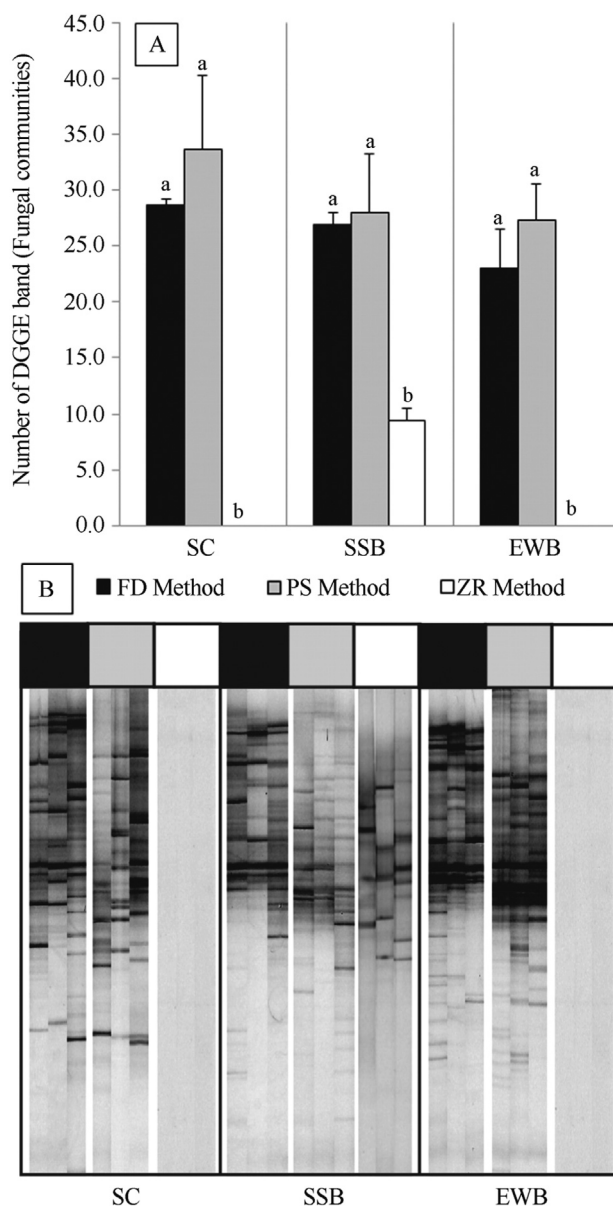 A
Number of DGGE band (Fungal communities)
45.0
40.0
35.0
30.0
25.0
20.0
15.0
10.0
5.0
0.0
a
a
b
a
a
b
a
a
b
SC SSB EWB
B FD Method PS Method ZR Method
SC SSB EWB